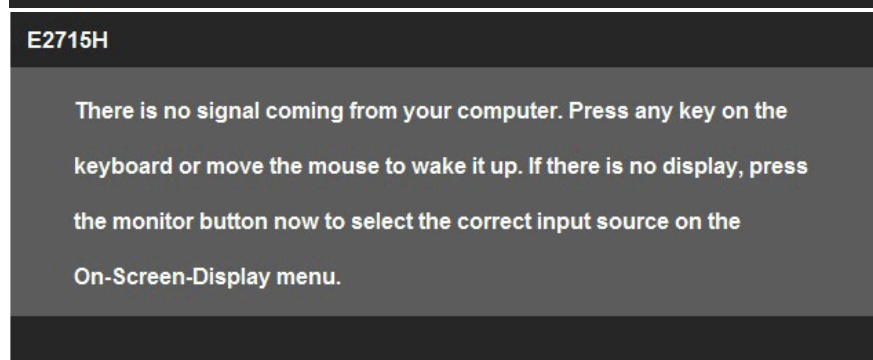 E2715H
There is no signal coming from your computer. Press any key on the
keyboard or move the mouse to wake it up. If there is no display, press
the monitor button now to select the correct input source on the
On-Screen-Display menu.